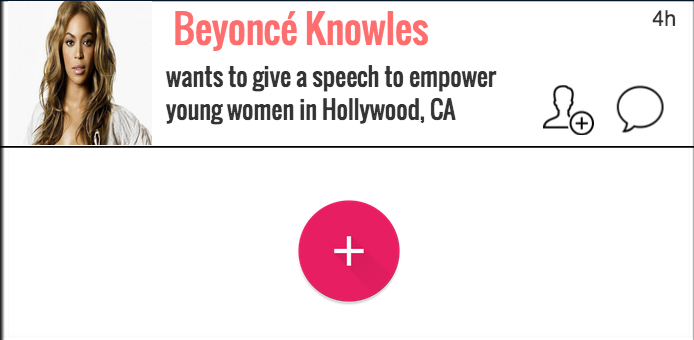 Beyoncé Knowles
4h
wants to give a speech to empower
young women in Hollywood, CA